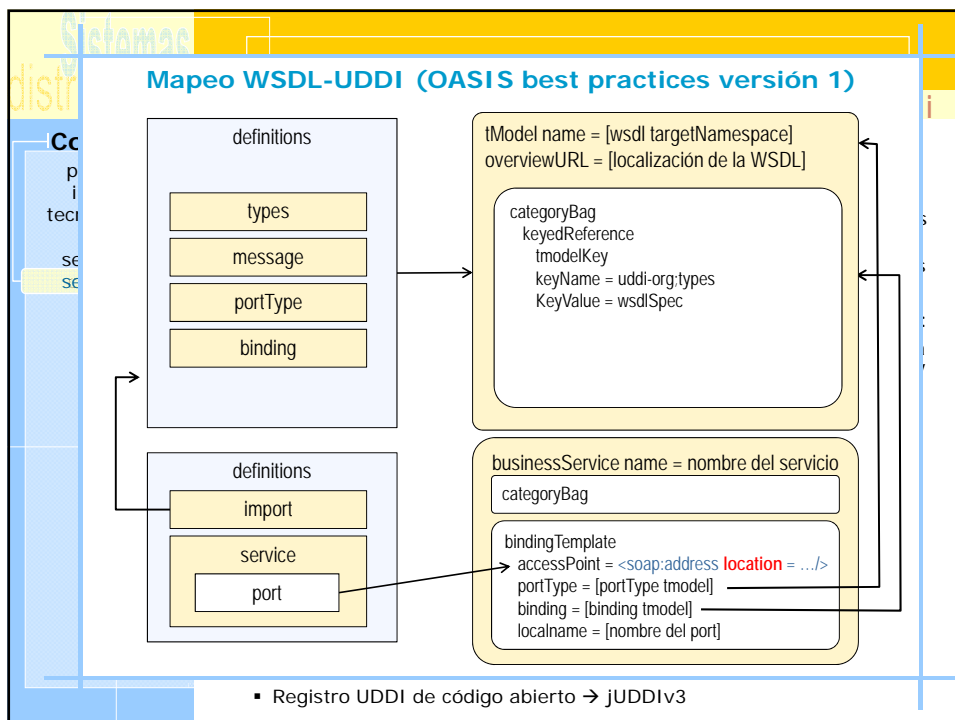 Sistemas
distr
i
Mapeo WSDL-UDDI (OASIS best practices versión 1)
definitions
types
message
portType
binding
tModel name = [wsdl targetNamespace]
overviewURL = [localización de la WSDL]
categoryBag
keyedReference
tmodelKey
keyName = uddi-org;types
KeyValue = wsdlSpec
definitions
import
service
port
businessService name = nombre del servicio
categoryBag
bindingTemplate
accessPoint = <soap:address location = .../>
portType = [portType tmodel]
binding = [binding tmodel]
localname = [nombre del port]
▪ Registro UDDI de código abierto → jUDDIv3